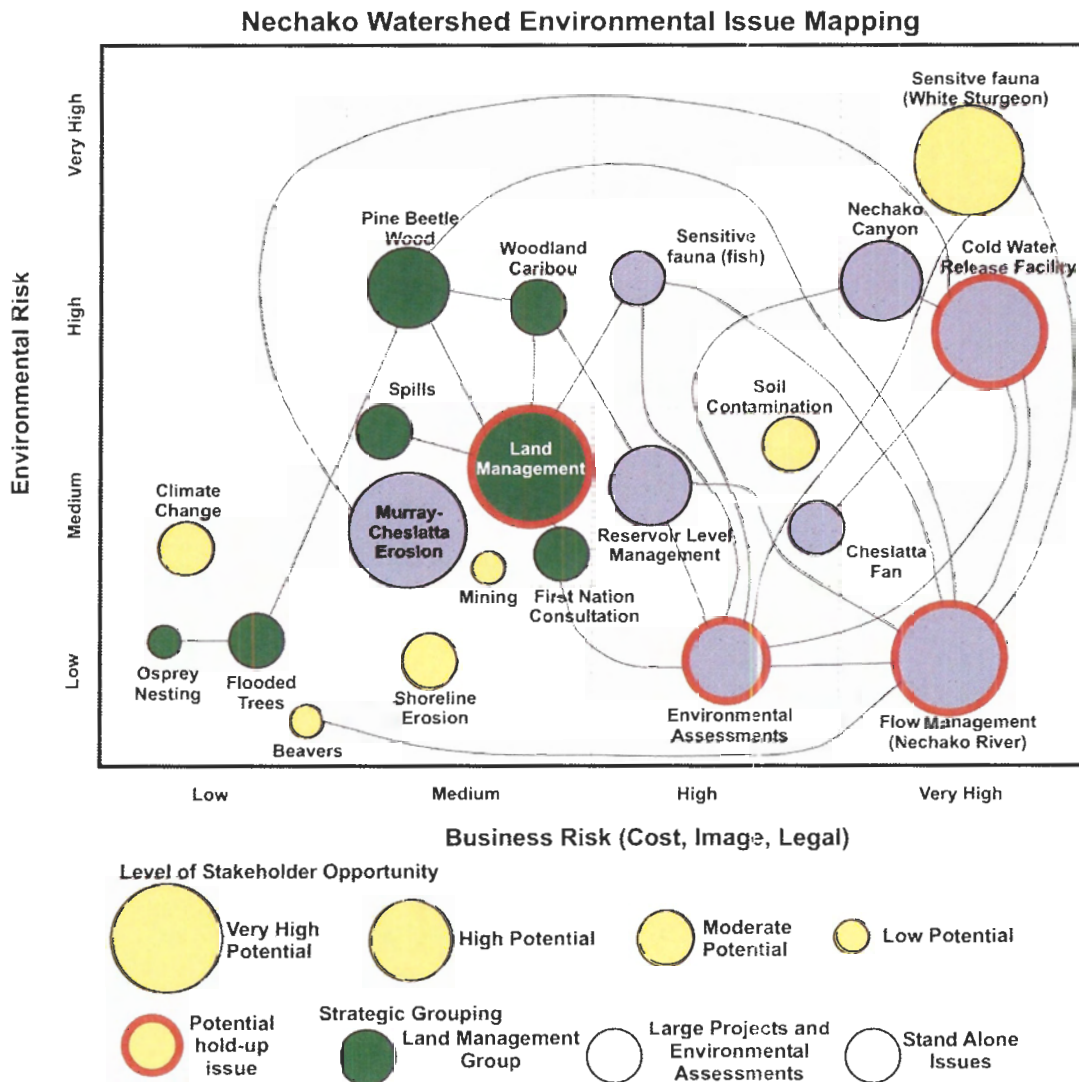 Nechako Watershed Environmental Issue Mapping
Sensitve fauna
(White Sturgeon)
Very High
Pine Beetle
Wood
Woodland
Caribou
Sensitive
fauna (fish)
Nechako
Canyon
Cold Water
Release Facility
High
Environmental Risk
Spills
Land
Management
Soil
Contamination
Medium
Climate
Change
Murray-
Cheslatta
Erosion
Reservoir Level
Management
Cheslatta
Fan
Mining
First Nation
Consultation
Low
Osprey
Nesting
Flooded
Trees
Shoreline
Erosion
Beavers
Environmental
Assessments
Flow Management
(Nechako River)
Low
Medium
High
Very High
Business Risk (Cost, Image, Legal)
Level of Stakeholder Opportunity
Very High
Potential
High Potential
Moderate
Potential
Low Potential
Potential
hold-up
issue
Strategic Grouping
Land Management
Group
Large Projects and
Environmental
Assessments
Stand Alone
Issues